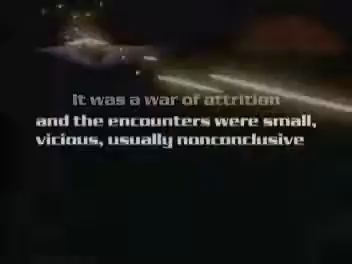 It was a war of attrition
and the encounters were small,
vicious, usually nonconclusive